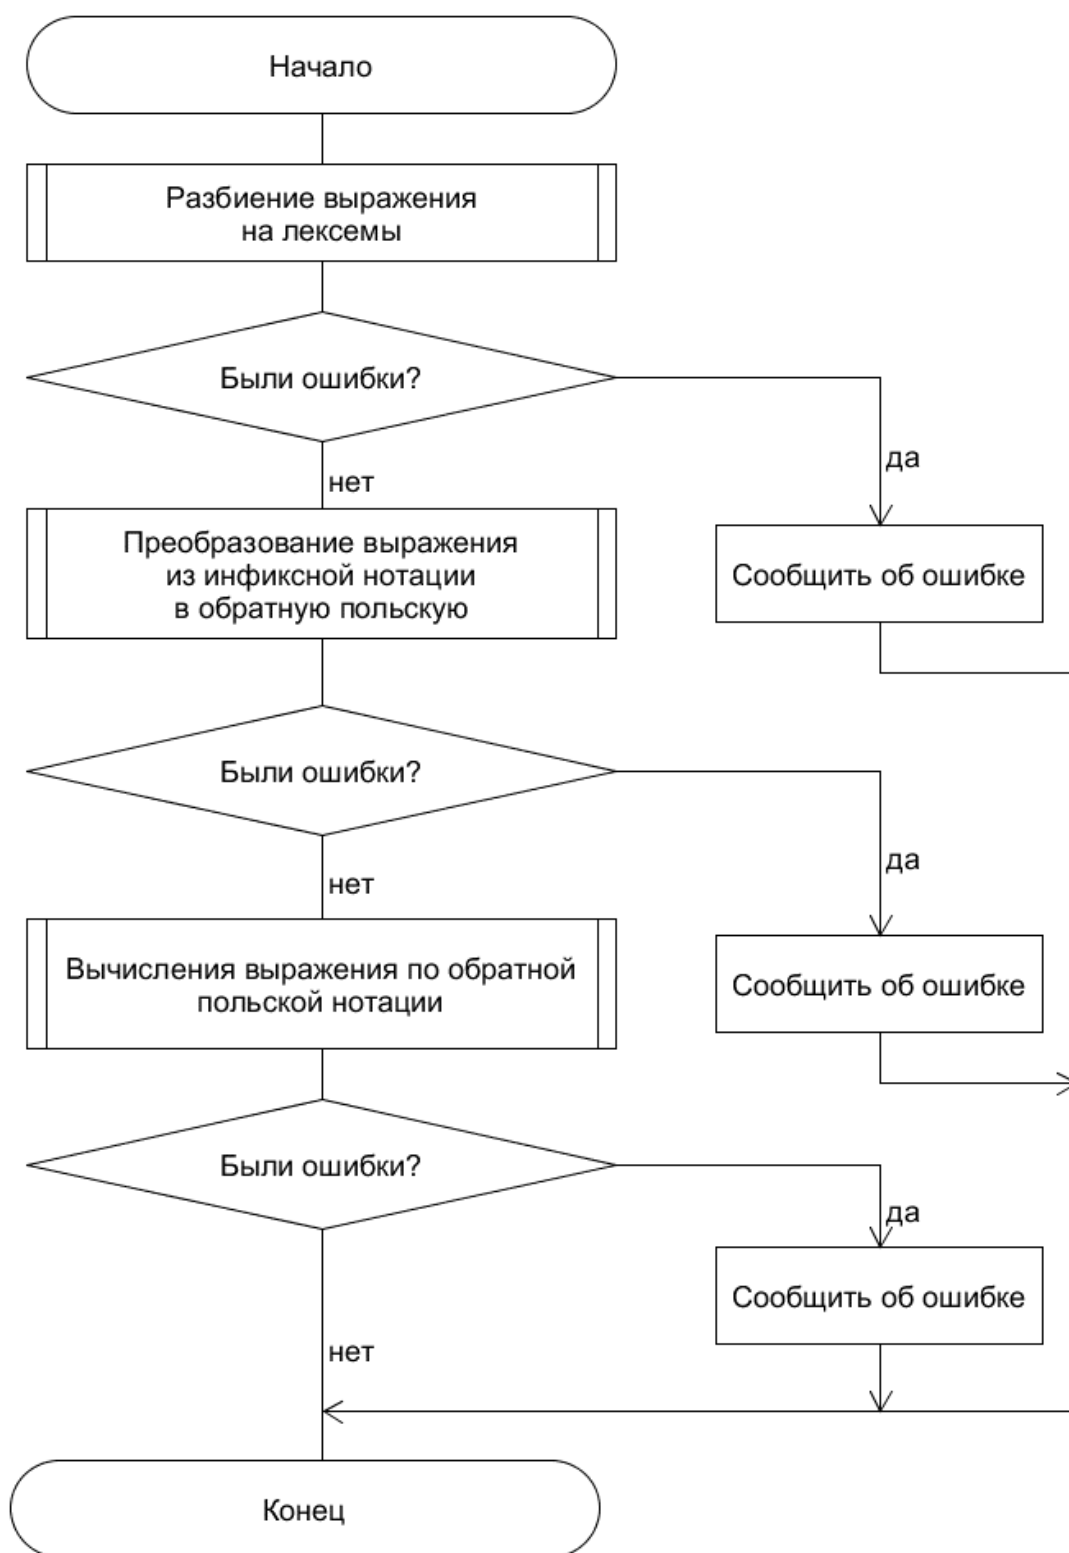 Начало
Разбиение выражения
на лексемы
Были ошибки?
да
нет
Преобразование выражения
из инфиксной нотации
в обратную польскую
Сообщить об ошибке
Были ошибки?
да
нет
Вычисления выражения по обратной
польской нотации
Сообщить об ошибке
Были ошибки?
да
Сообщить об ошибке
нет
Конец